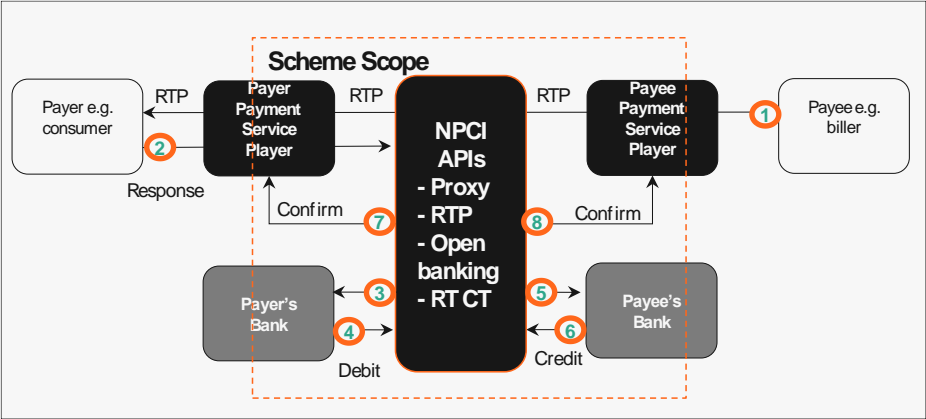 Scheme Scope
Payer e.g.
consumer
RTP
2
Response
Payer
Payment
Service
Player
RTP
NPCI
APIs
- Proxy
- RTP
- Open
banking
- RT CT
RTP
Payee
Payment
Service
Player
1
Payee e.g.
biller
Confirm
7
8
Confirm
Payer's
Bank
3
4
Debit
5
6
Credit
Payee's
Bank